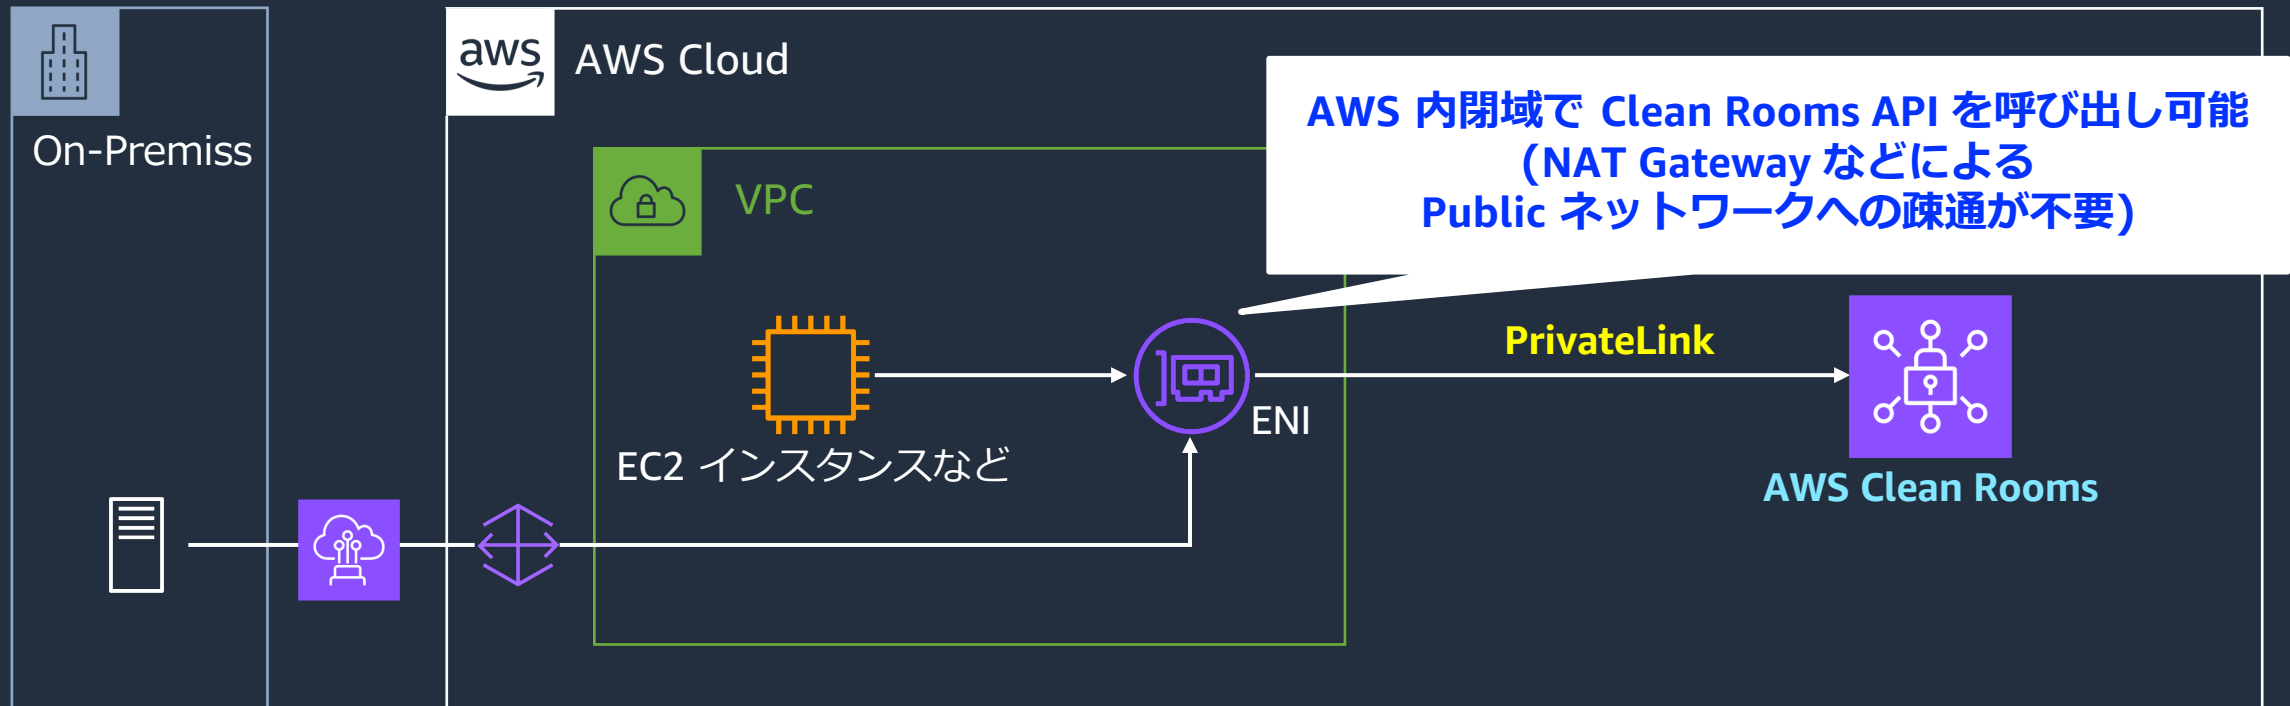 aws
AWS Cloud
On-Premiss
VPC
AWS 内閉域で Clean Rooms API を呼び出し可能
(NAT Gateway などによる
Public ネットワークへの疎通が不要)
PrivateLink
ENI
EC2 インスタンスなど
AWS Clean Rooms